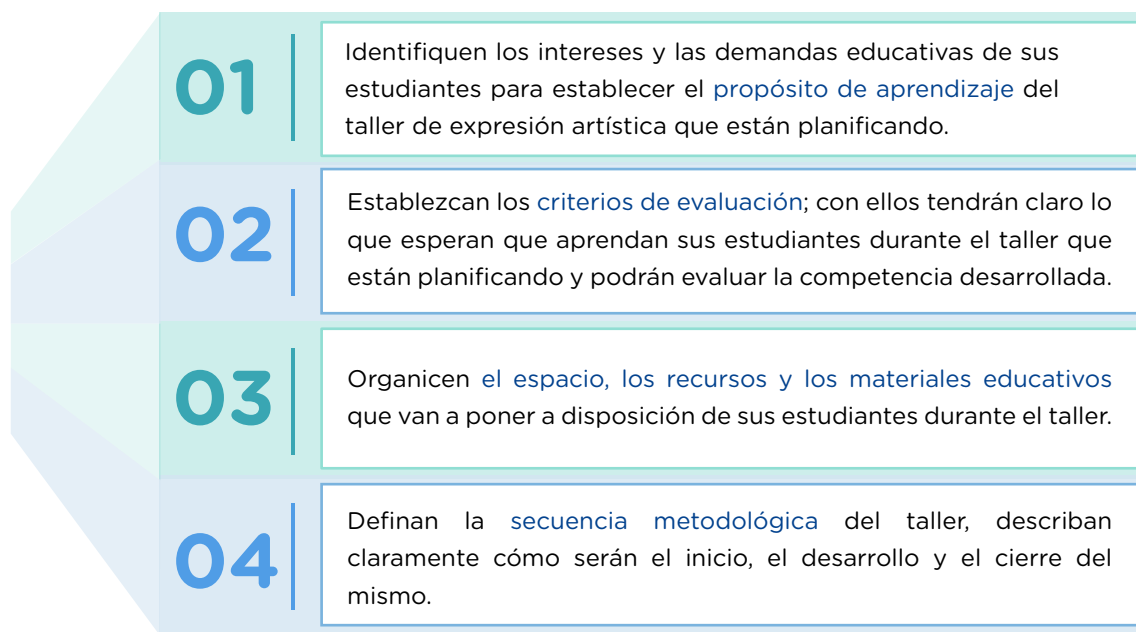 01
Identifiquen los intereses y las demandas educativas de sus
estudiantes para establecer el propósito de aprendizaje del
taller de expresión artística que están planificando.
02
Establezcan los criterios de evaluación; con ellos tendrán claro lo
que esperan que aprendan sus estudiantes durante el taller que
están planificando y podrán evaluar la competencia desarrollada.
03
Organicen el espacio, los recursos y los materiales educativos
que van a poner a disposición de sus estudiantes durante el taller.
04
Definan la secuencia metodológica del taller, describan
claramente cómo serán el inicio, el desarrollo y el cierre del
mismo.